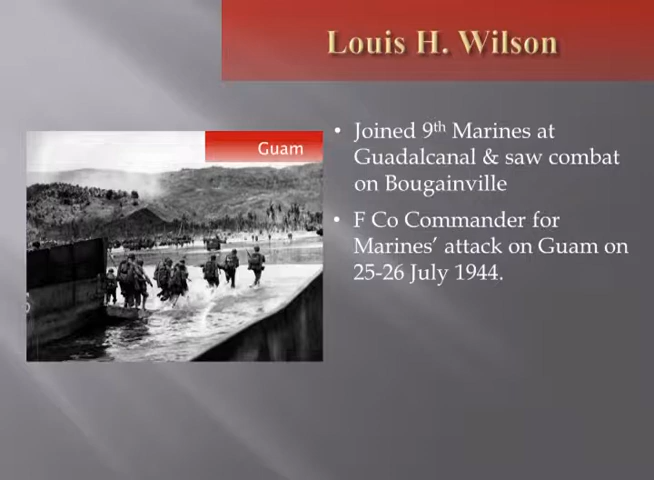 Louis H. Wilson
Guam
• Joined 9th Marines at
Guadalcanal & saw combat
on Bougainville
• F Co Commander for
Marines’ attack on Guam on
25-26 July 1944.